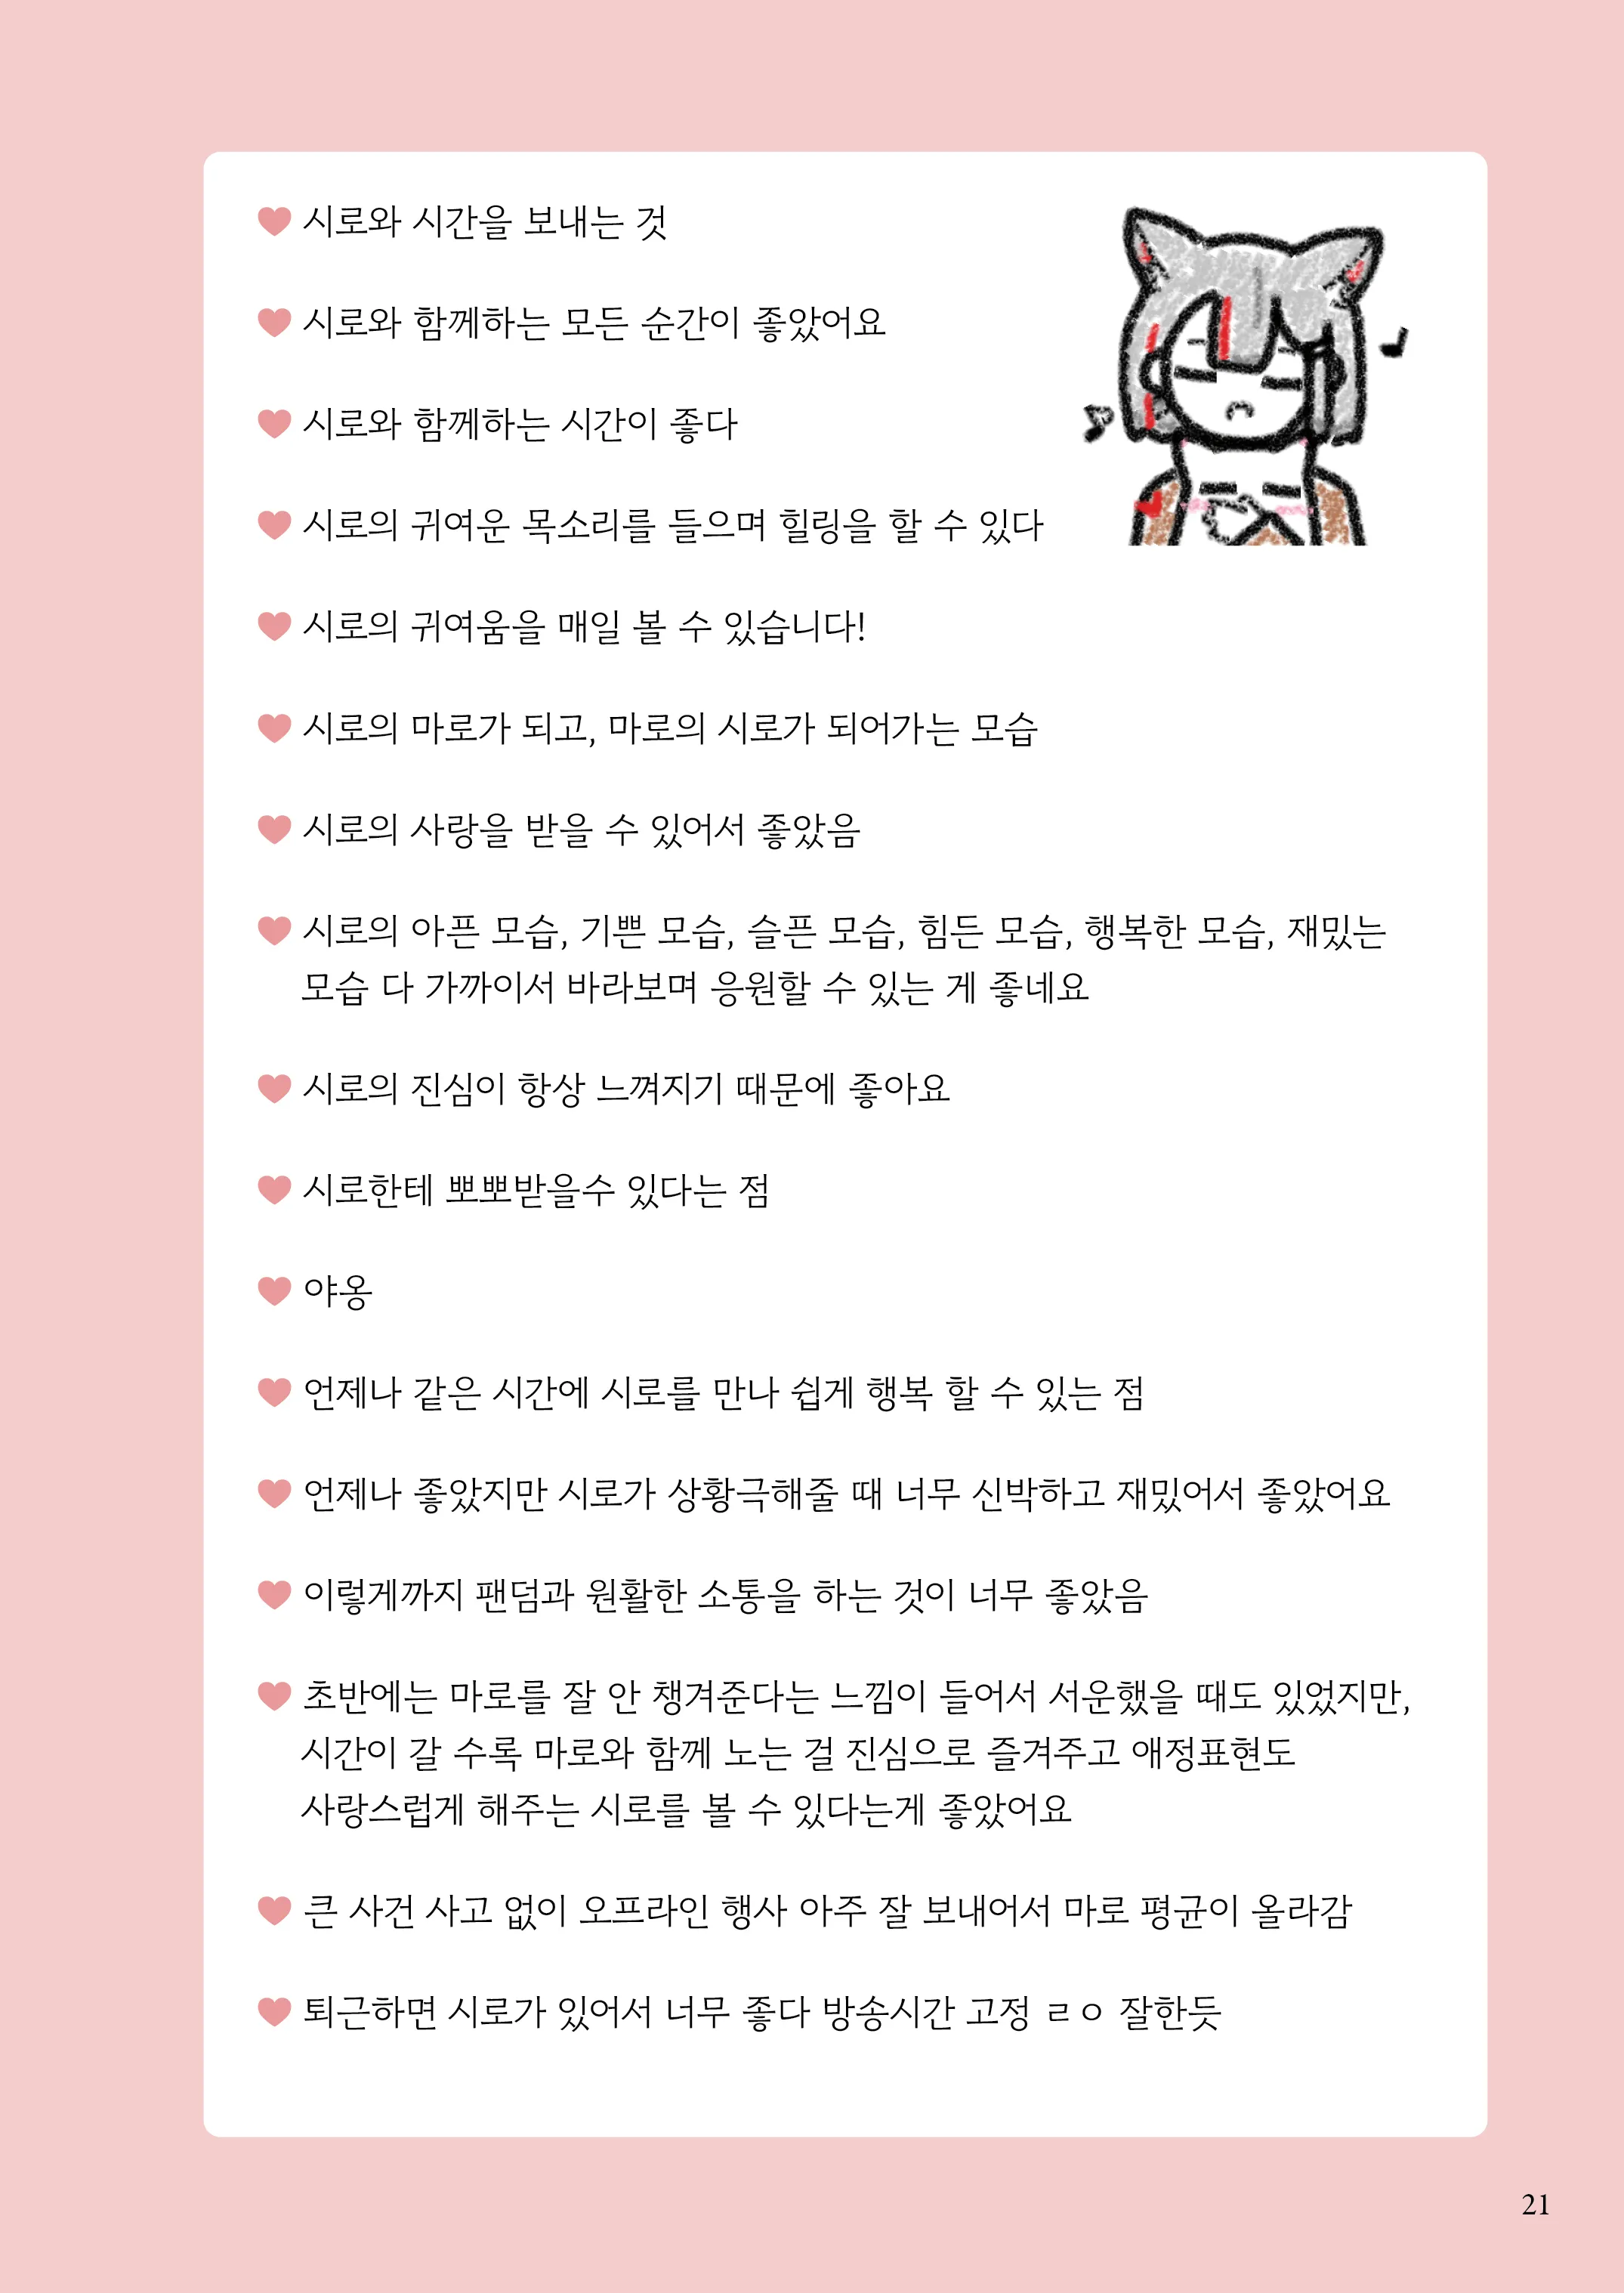 시로와 시간을 보내는 것
시로와 함께하는 모든 순간이 좋았어요
시로와 함께하는 시간이 좋다
시로의 귀여운 목소리를 들으며 힐링을 할 수 있다
시로의 귀여움을 매일 볼 수 있습니다!
시로의 마로가 되고, 마로의 시로가 되어가는 모습
시로의 사랑을 받을 수 있어서 좋았음
시로의 아픈 모습, 기쁜 모습, 슬픈 모습, 힘든 모습, 행복한 모습, 재밌는
모습 다 가까이서 바라보며 응원할 수 있는 게 좋네요
시로의 진심이 항상 느껴지기 때문에 좋아요
시로한테 뽀뽀받을수 있다는 점
야옹
언제나 같은 시간에 시로를 만나 쉽게 행복 할 수 있는 점
언제나 좋았지만 시로가 상황극해줄 때 너무 신박하고 재밌어서 좋았어요
이렇게까지 팬덤과 원활한 소통을 하는 것이 너무 좋았음
초반에는 마로를 잘 안 챙겨준다는 느낌이 들어서 서운했을 때도 있었지만,
시간이 갈 수록 마로와 함께 노는 걸 진심으로 즐겨주고 애정표현도
사랑스럽게 해주는 시로를 볼 수 있다는게 좋았어요
큰 사건 사고 없이 오프라인 행사 아주 잘 보내어서 마로 평균이 올라감
퇴근하면 시로가 있어서 너무 좋다 방송시간 고정 ㄹㅇ 잘한듯
21